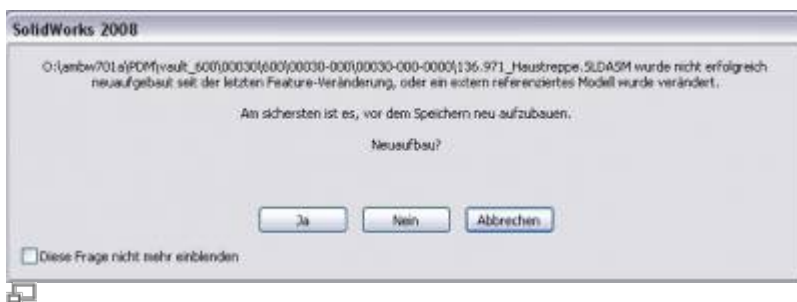 SolidWorks 2008
O:\ambw701a\PDM\vault_600\00030\600\00030-000\00030-000-0000\136.971_Haustreppe.SLDASM wurde nicht erfolgreich
neuaufgebaut seit der letzten Feature-Veränderung, oder ein extern referenziertes Modell wurde verändert.
Am sichersten ist es, vor dem Speichern neu aufzubauen.
Neuaufbau?
Ja
Nein
Abbrechen
Diese Frage nicht mehr einblenden